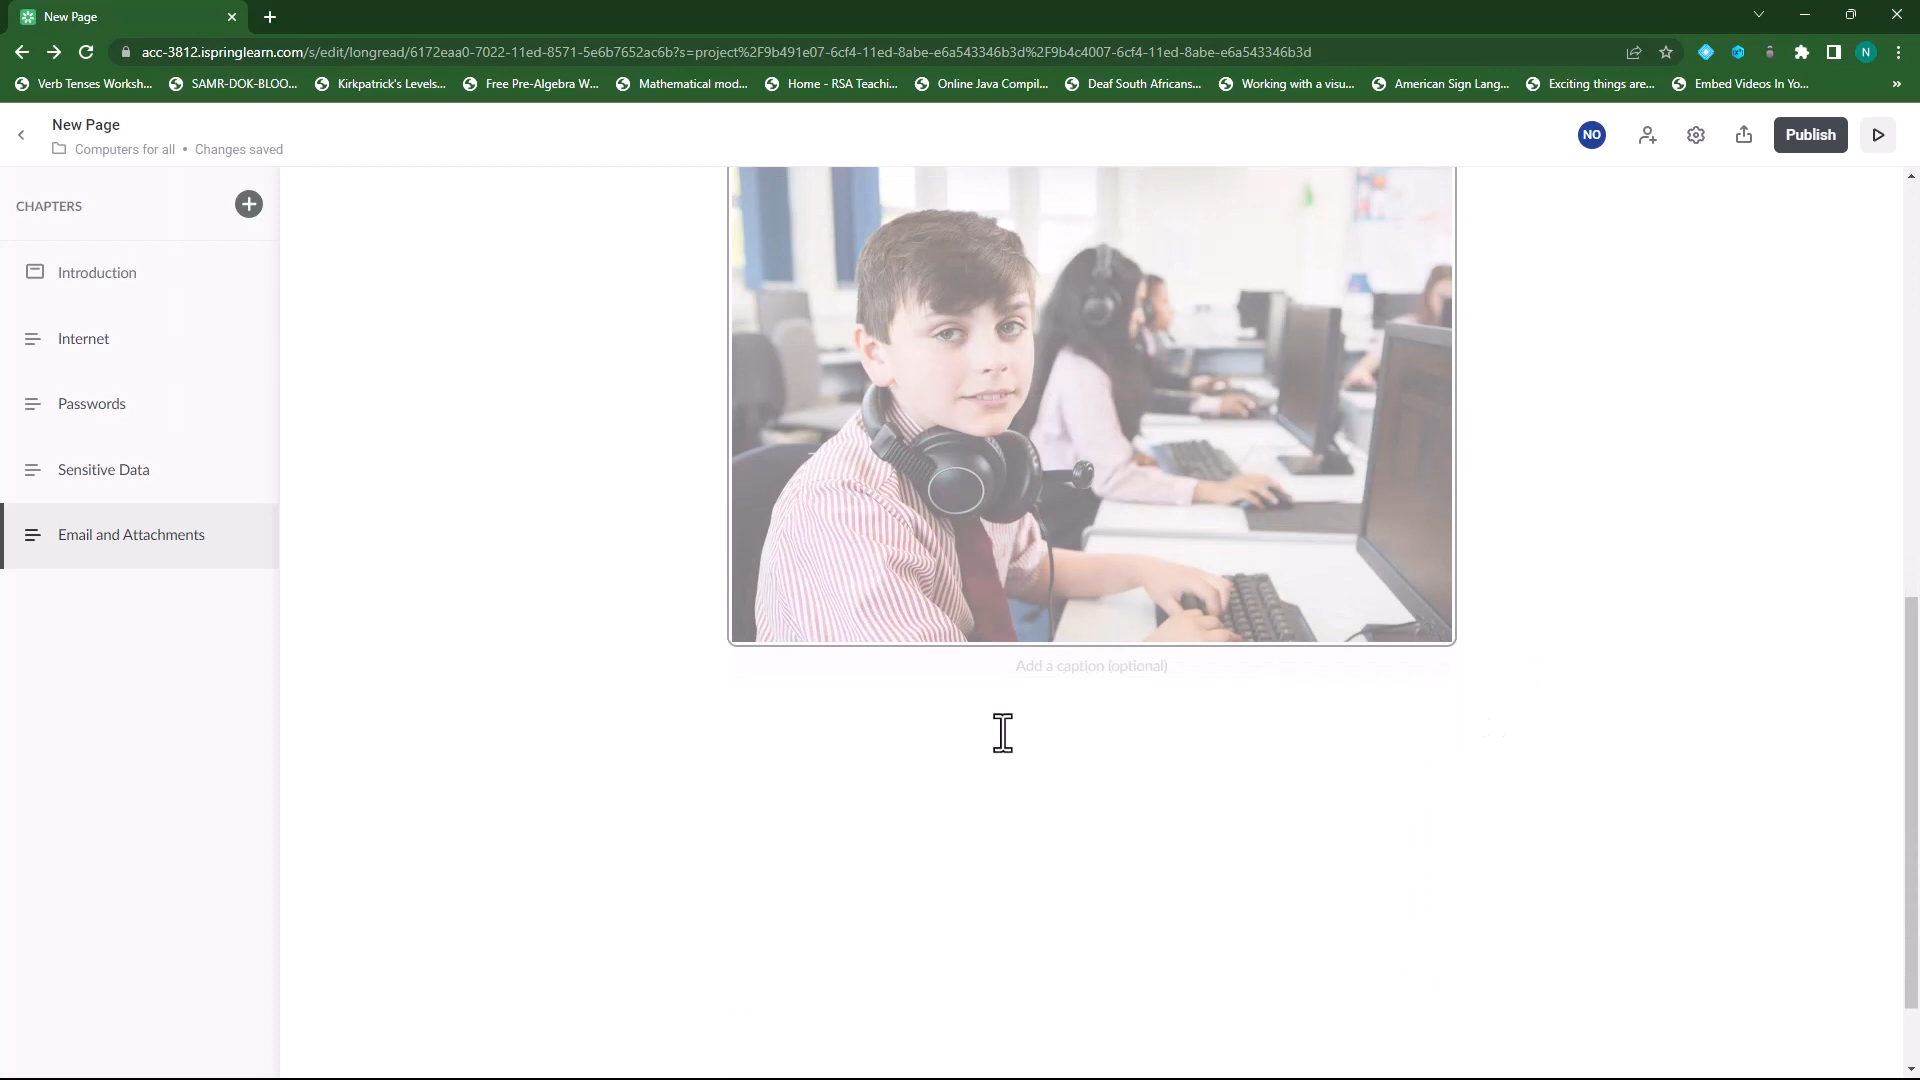 New Page
acc-3812.ispringlearn.com/s/edit/longread/6172eaa0-7022-11ed-8571-5e6b7652ac6b?s=project%2F9b491e07-6cf4-11ed-8abe-e6a543346b3d%2F9b4c4007-6cf4-11ed-8abe-e6a543346b3d
N
Verb Tenses Worksh... SAMR-DOK-BLOO... Kirkpatrick's Levels... Free Pre-Algebra W... Mathematical mod... Home - RSA Teachi... Online Java Compil... Deaf South Africans... Working with a visu... American Sign Lang... Exciting things are... Embed Videos In Yo... »
New Page
Computers for all • Changes saved
NO
Publish
CHAPTERS
Introduction
Internet
Passwords
Sensitive Data
Email and Attachments
Add a caption (optional)